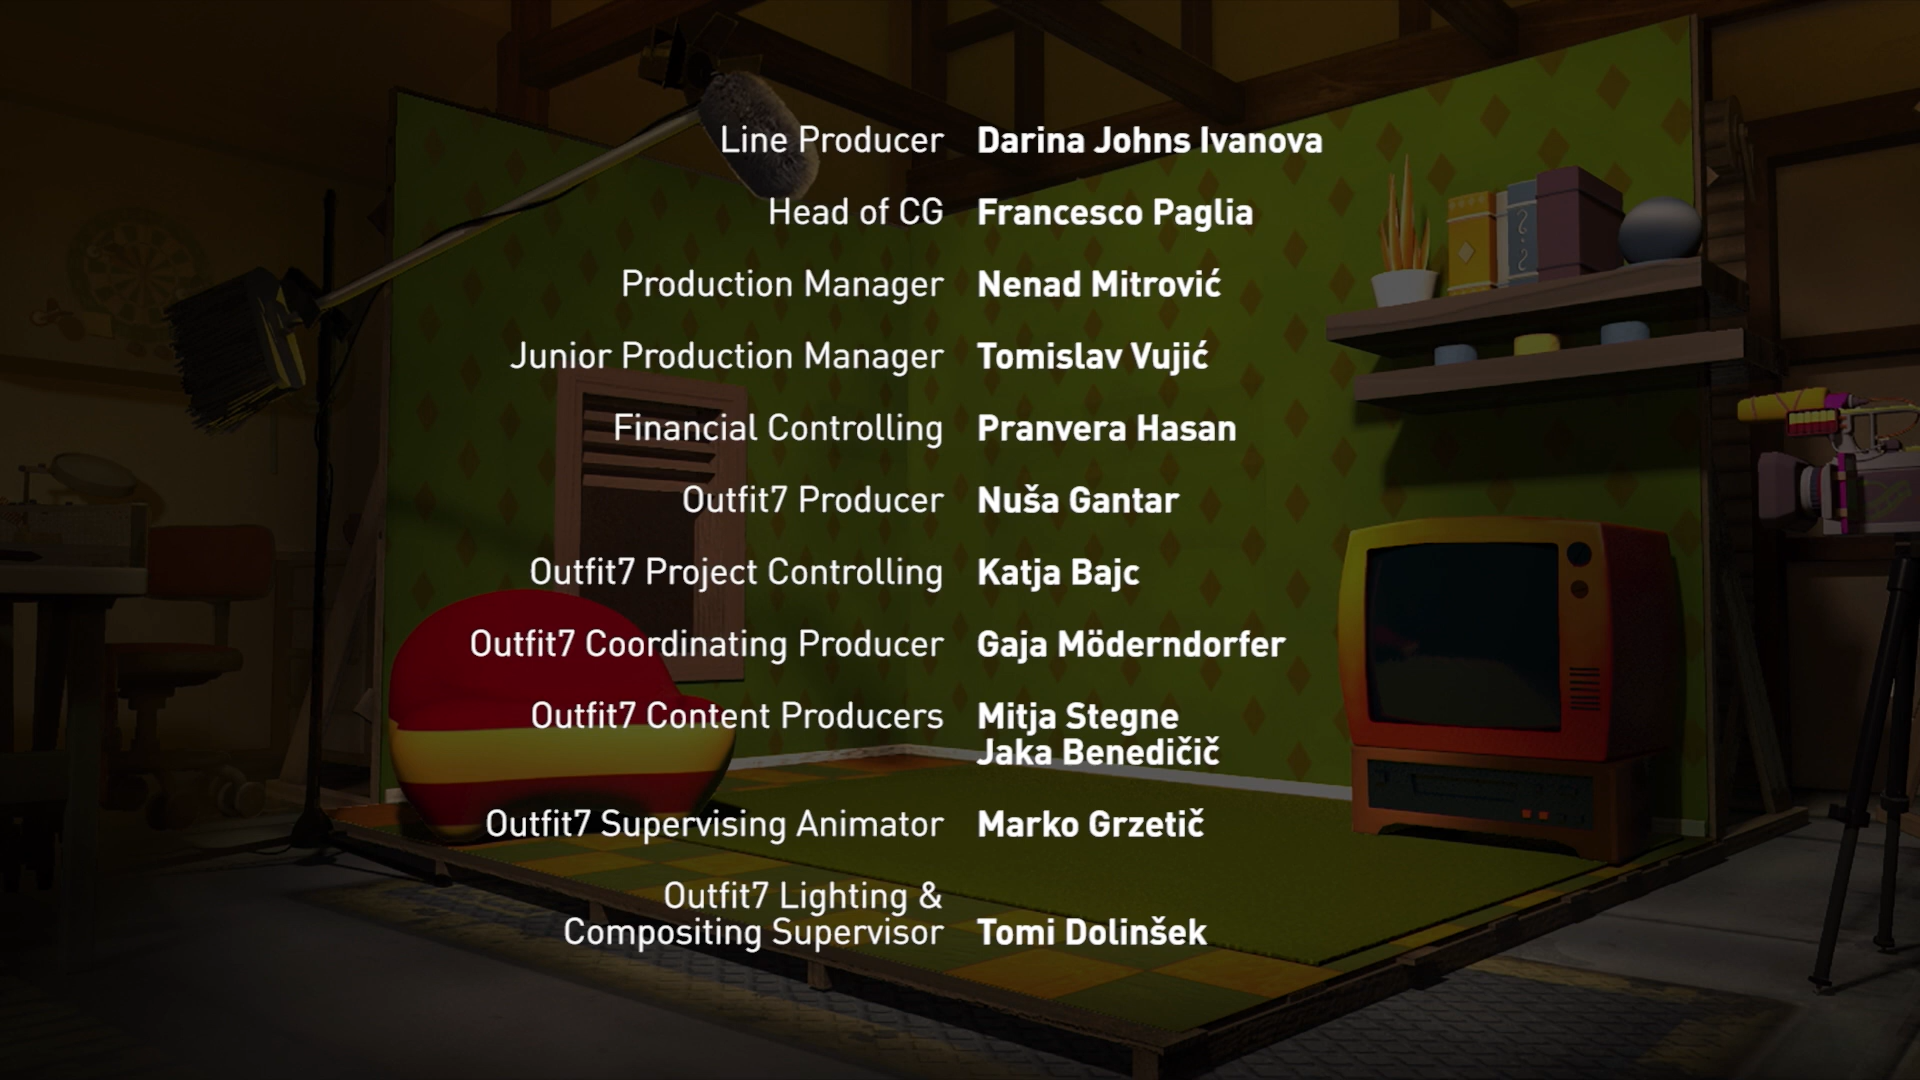 Line Producer Darina Johns Ivanova
Head of CG Francesco Paglia
Production Manager Nenad Mitrović
Junior Production Manager Tomislav Vujić
Financial Controlling Pranvera Hasan
Outfit7 Producer Nuša Gantar
Outfit7 Project Controlling Katja Bajc
Outfit7 Coordinating Producer Gaja Möderndorfer
Outfit7 Content Producers Mitja Stegne
Jaka Benedičič
Outfit7 Supervising Animator Marko Grzetič
Outfit7 Lighting &
Compositing Supervisor Tomi Dolinšek